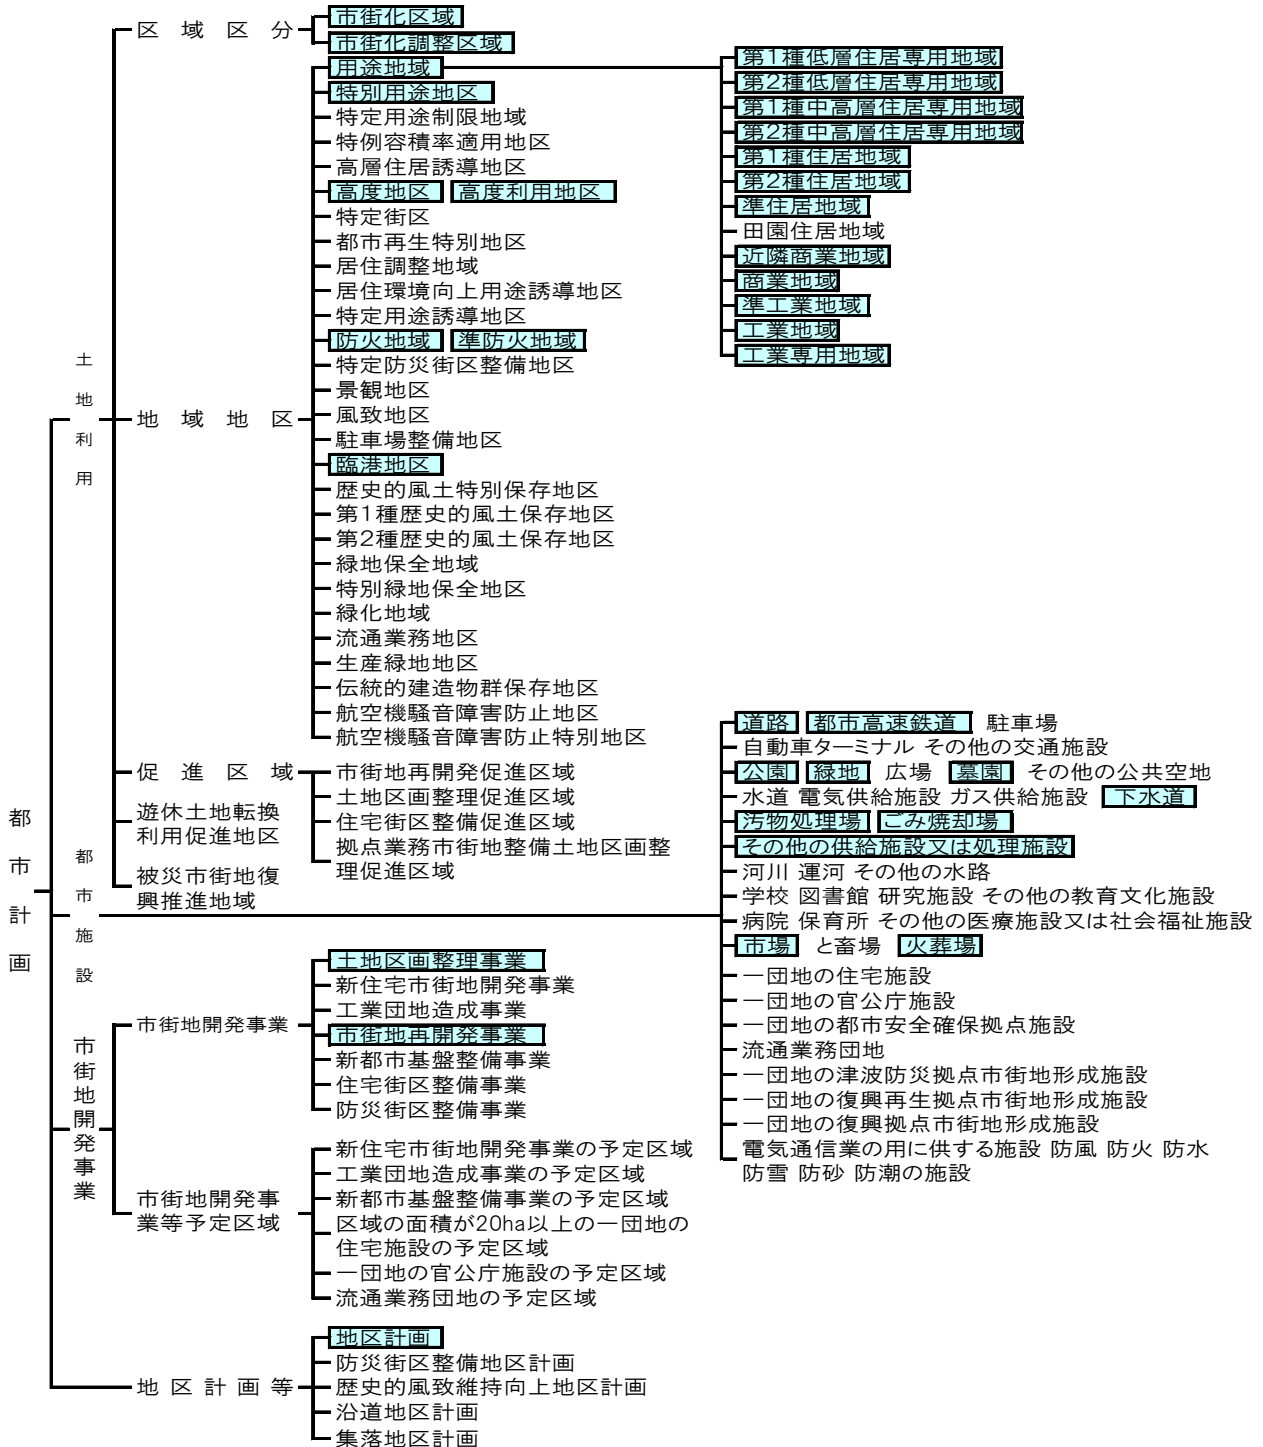 都市計画
土地利用
区域区分
市街化区域
市街化調整区域
地域地区
用途地域
第1種低層住居専用地域
第2種低層住居専用地域
第1種中高層住居専用地域
第2種中高層住居専用地域
第1種住居地域
第2種住居地域
準住居地域
田園住居地域
近隣商業地域
商業地域
準工業地域
工業地域
工業専用地域
特別用途地区
特定用途制限地域
特例容積率適用地区
高層住居誘導地区
高度地区 高度利用地区
特定街区
都市再生特別地区
居住調整地域
居住環境向上用途誘導地区
特定用途誘導地区
防火地域 準防火地域
特定防災街区整備地区
景観地区
風致地区
駐車場整備地区
臨港地区
歴史的風土特別保存地区
第1種歴史的風土保存地区
第2種歴史的風土保存地区
緑地保全地域
特別緑地保全地区
緑化地域
流通業務地区
生産緑地地区
伝統的建造物群保存地区
航空機騒音障害防止地区
航空機騒音障害防止特別地区
促進区域
市街地再開発促進区域
土地区画整理促進区域
住宅街区整備促進区域
拠点業務市街地整備土地区画整
理促進区域
遊休土地転換
利用促進地区
被災市街地復
興推進地域
都市施設
道路 都市高速鉄道 駐車場
自動車ターミナル その他の交通施設
公園 緑地 広場 墓園 その他の公共空地
水道 電気供給施設 ガス供給施設 下水道
汚物処理場 ごみ焼却場
その他の供給施設又は処理施設
河川 運河 その他の水路
学校 図書館 研究施設 その他の教育文化施設
病院 保育所 その他の医療施設又は社会福祉施設
市場 と畜場 火葬場
一団地の住宅施設
一団地の官公庁施設
一団地の都市安全確保拠点施設
流通業務団地
一団地の津波防災拠点市街地形成施設
一団地の復興再生拠点市街地形成施設
一団地の復興拠点市街地形成施設
電気通信業の用に供する施設 防風 防火 防水
防雪 防砂 防潮の施設
市街地開発事業
市街地開発事業
土地区画整理事業
新住宅市街地開発事業
工業団地造成事業
市街地再開発事業
新都市基盤整備事業
住宅街区整備事業
防災街区整備事業
市街地開発事
業等予定区域
新住宅市街地開発事業の予定区域
工業団地造成事業の予定区域
新都市基盤整備事業の予定区域
区域の面積が20ha以上の一団地の
住宅施設の予定区域
一団地の官公庁施設の予定区域
流通業務団地の予定区域
地区計画等
地区計画
防災街区整備地区計画
歴史的風致維持向上地区計画
沿道地区計画
集落地区計画